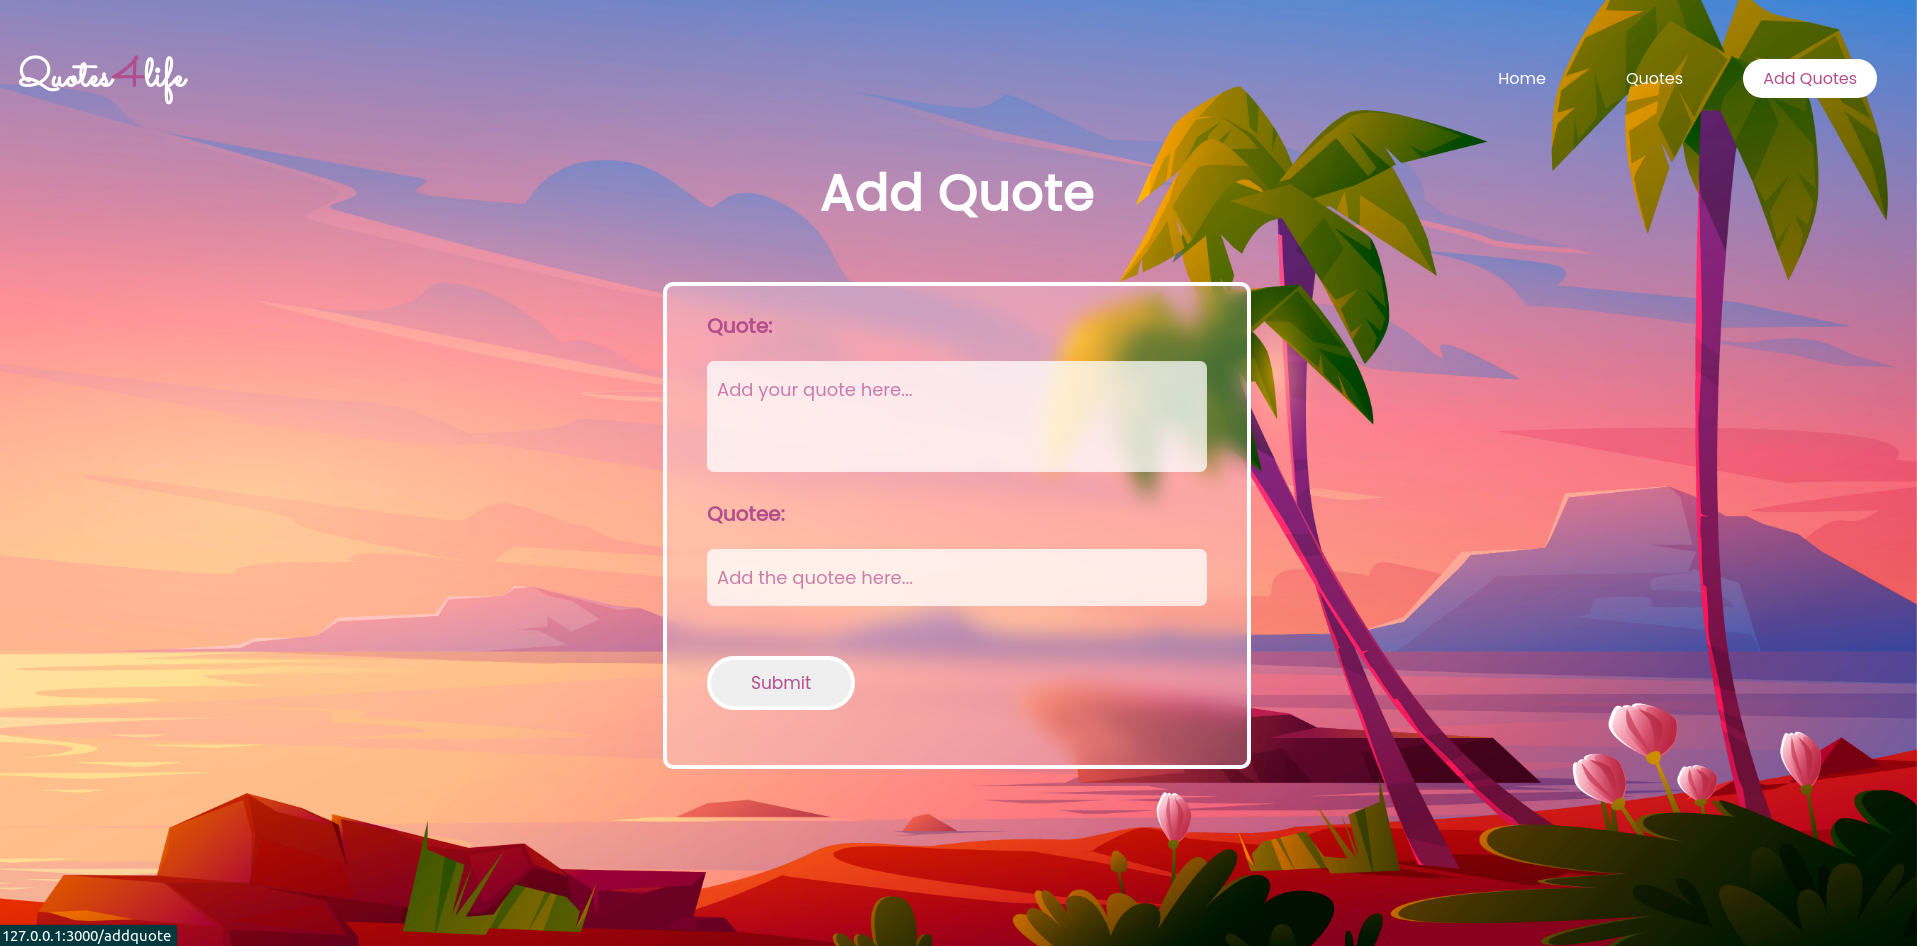 Quotes4life
Home
Quotes
Add Quotes
Add Quote
Quote:
Add your quote here...
Quotee:
Add the quotee here...
Submit
127.0.0.1:3000/addquote